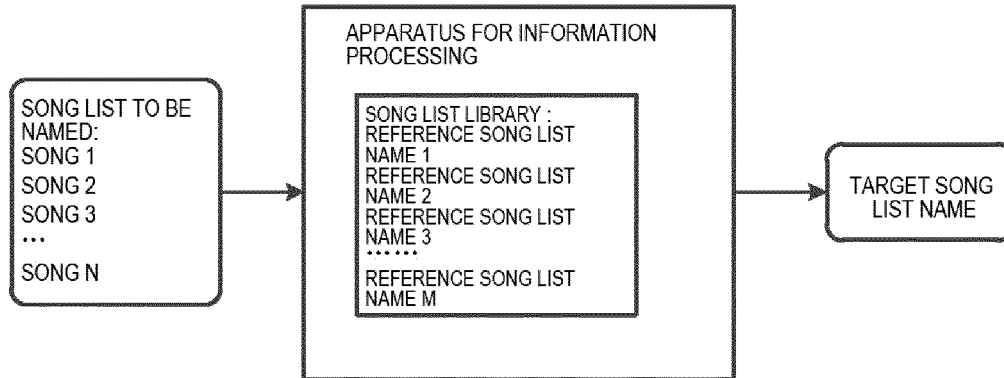 SONG LIST TO BE
NAMED:
SONG 1
SONG 2
SONG 3
...
SONG N
APPARATUS FOR INFORMATION
PROCESSING
SONG LIST LIBRARY :
REFERENCE SONG LIST
NAME 1
REFERENCE SONG LIST
NAME 2
REFERENCE SONG LIST
NAME 3
......
REFERENCE SONG LIST
NAME M
TARGET SONG
LIST NAME